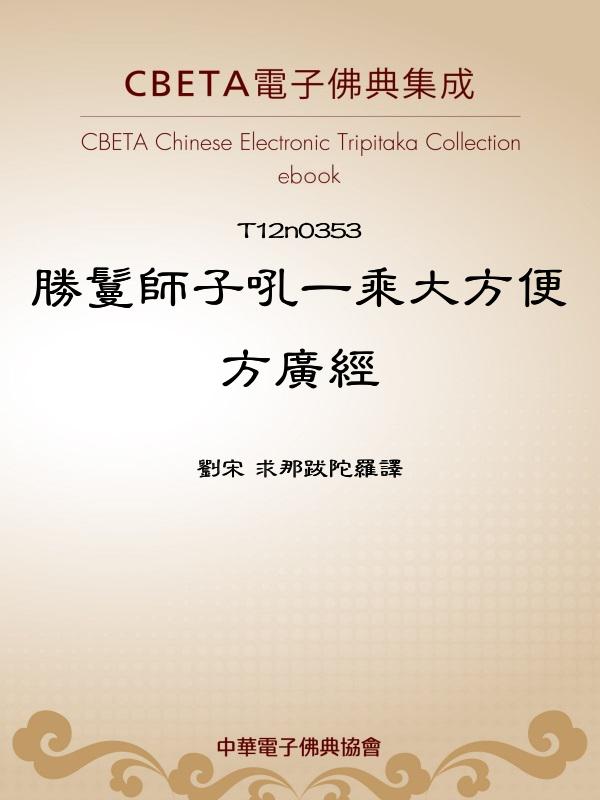 CBETA電子佛典集成
CBETA Chinese Electronic Tripitaka Collection
ebook
T12n0353
勝鬘師子吼一乘大方便
方廣經
劉宋 求那跋陀羅譯
中華電子佛典協會